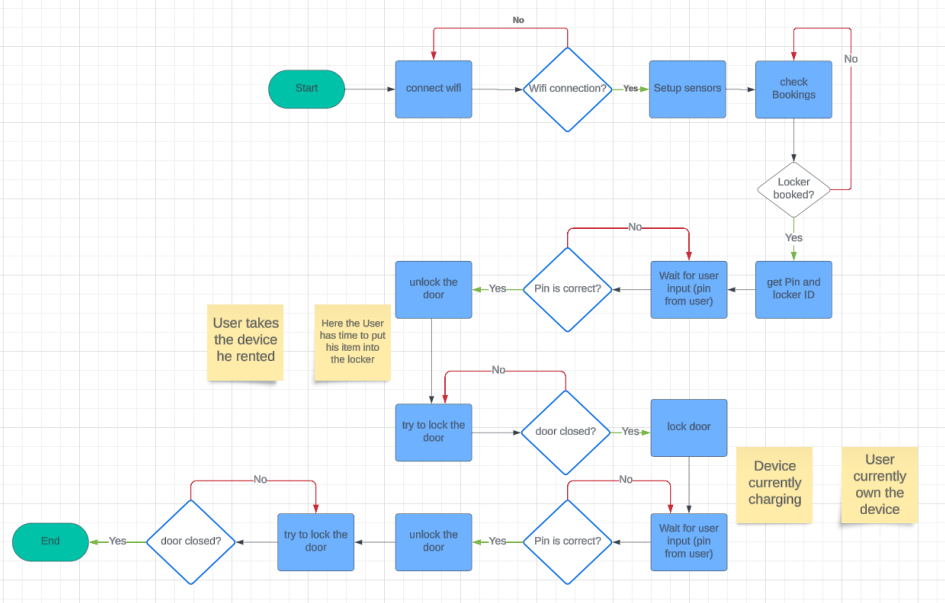 No
Start
connect wifi
Wifi connection?
Yes
Setup sensors
check
Bookings
No
Locker
booked?
Yes
No
unlock the
door
Yes
Pin is correct?
Wait for user
input (pin
from user)
get Pin and
locker ID
User takes
the device
he rented
Here the User
has time to put
his item into
the locker
No
try to lock the
door
door closed?
Yes
lock door
Device
currently
charging
User
currently
own the
device
No
No
End
Yes
door closed?
try to lock the
door
unlock the
door
Yes
Pin is correct?
Wait for user
input (pin
from user)